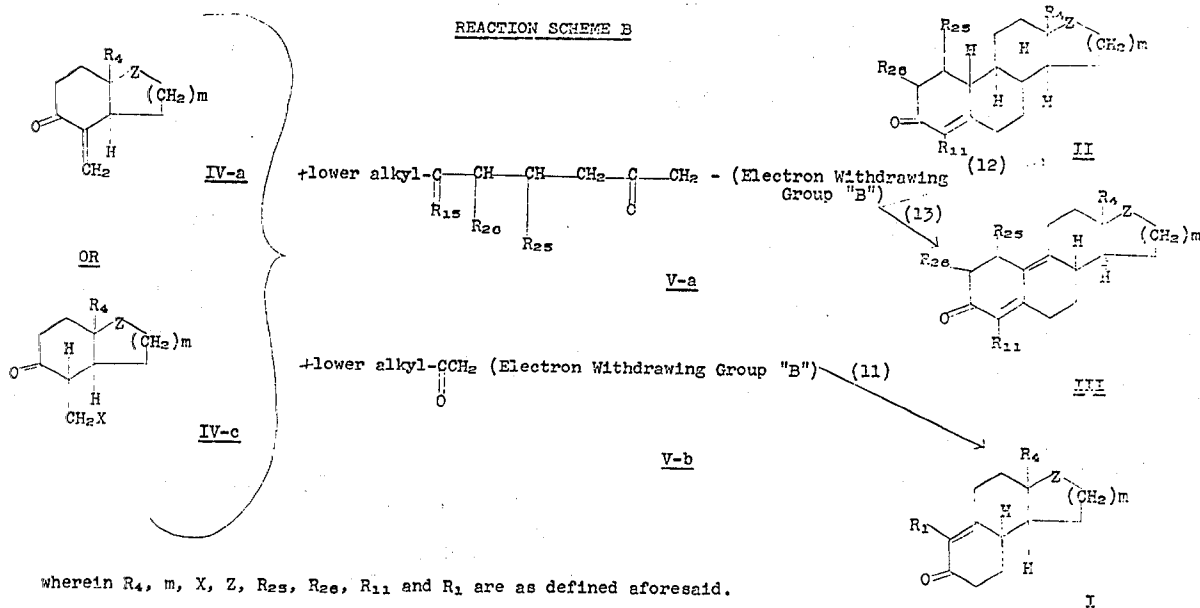 REACTION SCHEME B
R4
Z
(CH2)m
O
H
CH2
IV-a
OR
R4
Z
(CH2)m
H
O
H
CH2X
IV-c
+lower alkyl-C-CH-CH-CH2-C-CH2 - (Electron Withdrawing
Group "B")
R15
R26
R25
O
V-a
+lower alkyl-CCH2 (Electron Withdrawing Group "B")
O
V-b
(11)
(12)
(13)
R25
R4
Z
H
H
(CH2)m
R26
H
H
O
R11
II
R4
Z
R25
H
(CH2)m
R26
H
O
R11
III
R4
Z
(CH2)m
H
R1
H
O
I
wherein R4, m, X, Z, R25, R26, R11 and R1 are as defined aforesaid.